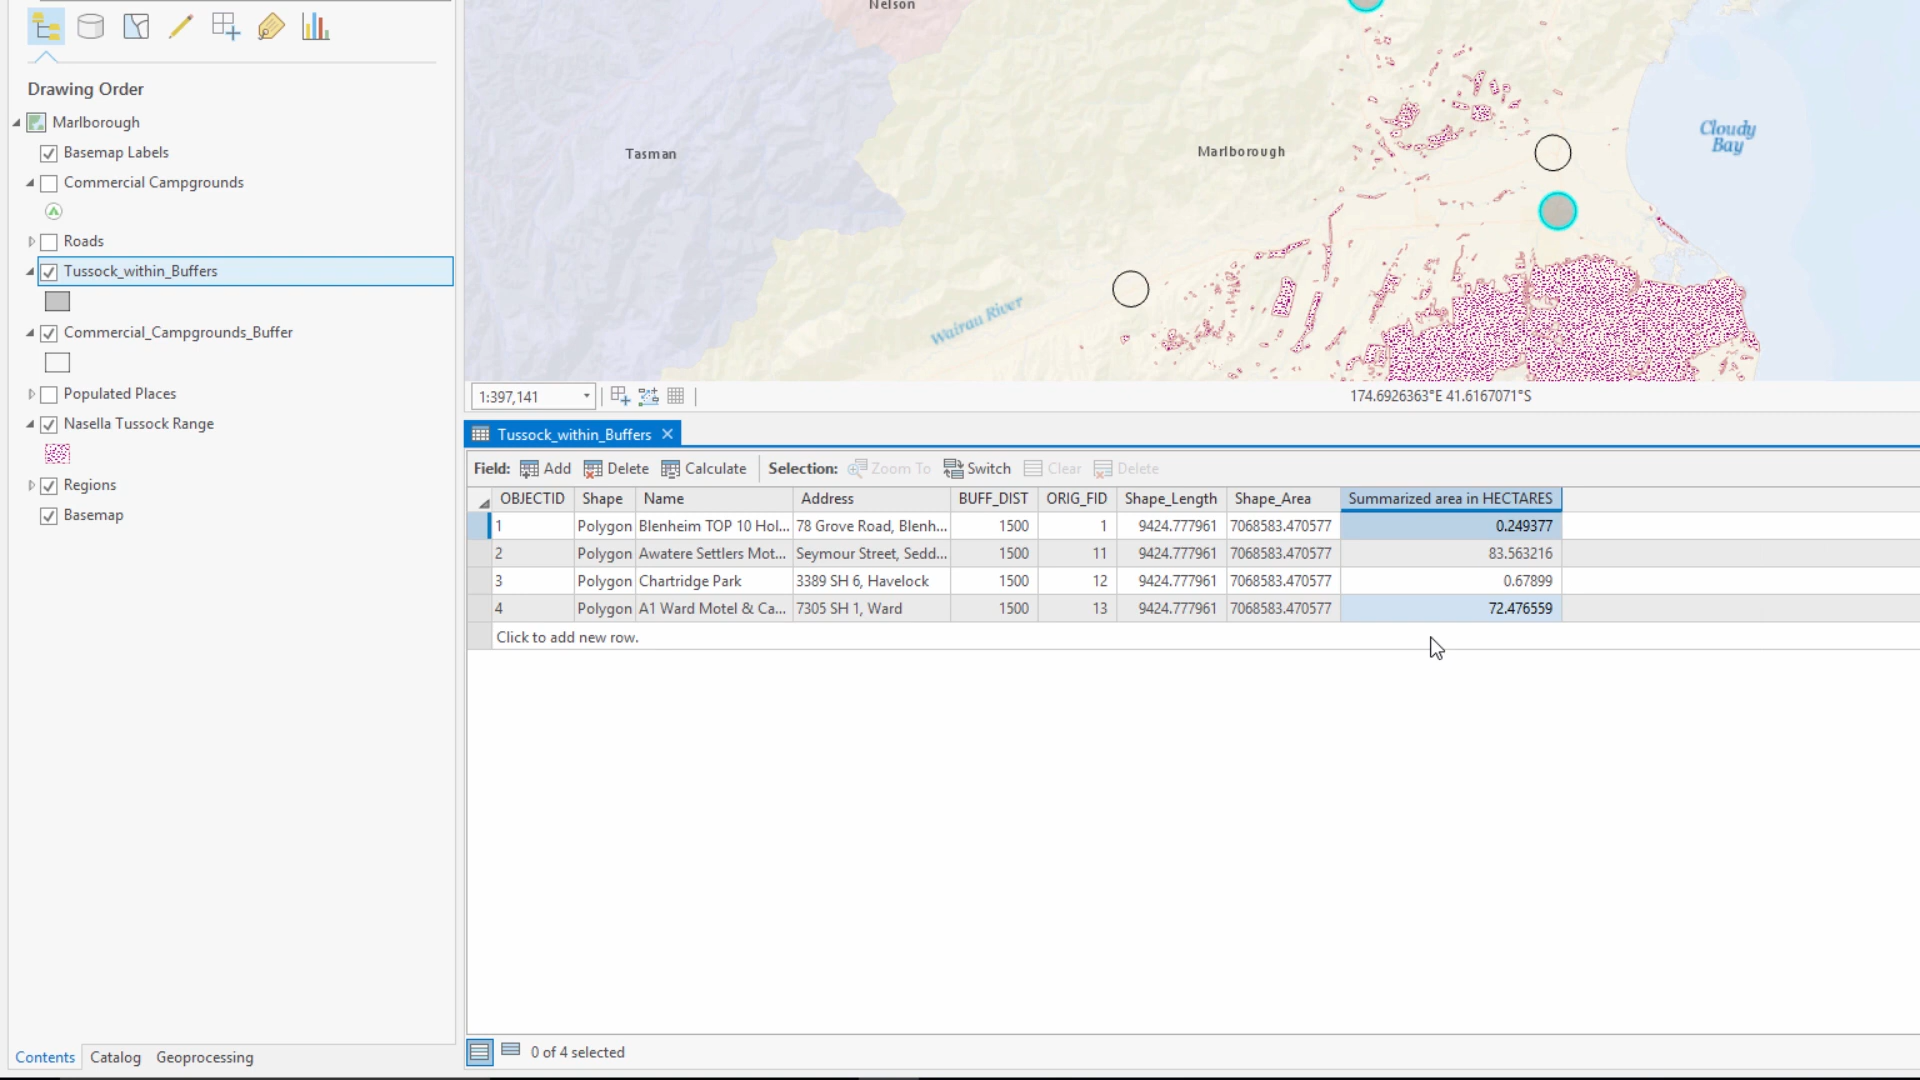 Drawing Order
Marlborough
Basemap Labels
Commercial Campgrounds
Roads
Tussock_within_Buffers
Commercial_Campgrounds_Buffer
Populated Places
Nasella Tussock Range
Regions
Basemap
Contents Catalog Geoprocessing
Nelson
Tasman
Marlborough
Cloudy
Bay
Wairau River
1:397,141
174.6926363°E 41.6167071°S
Tussock_within_Buffers
Field: Add Delete Calculate Selection: Zoom To Switch Clear Delete
OBJECTID Shape Name Address BUFF_DIST ORIG_FID Shape_Length Shape_Area Summarized area in HECTARES
1 Polygon Blenheim TOP 10 Hol... 78 Grove Road, Blenh... 1500 1 9424.777961 7068583.470577 0.249377
2 Polygon Awatere Settlers Mot... Seymour Street, Sedd... 1500 11 9424.777961 7068583.470577 83.563216
3 Polygon Chartridge Park 3389 SH 6, Havelock 1500 12 9424.777961 7068583.470577 0.67899
4 Polygon A1 Ward Motel & Ca... 7305 SH 1, Ward 1500 13 9424.777961 7068583.470577 72.476559
Click to add new row.
0 of 4 selected